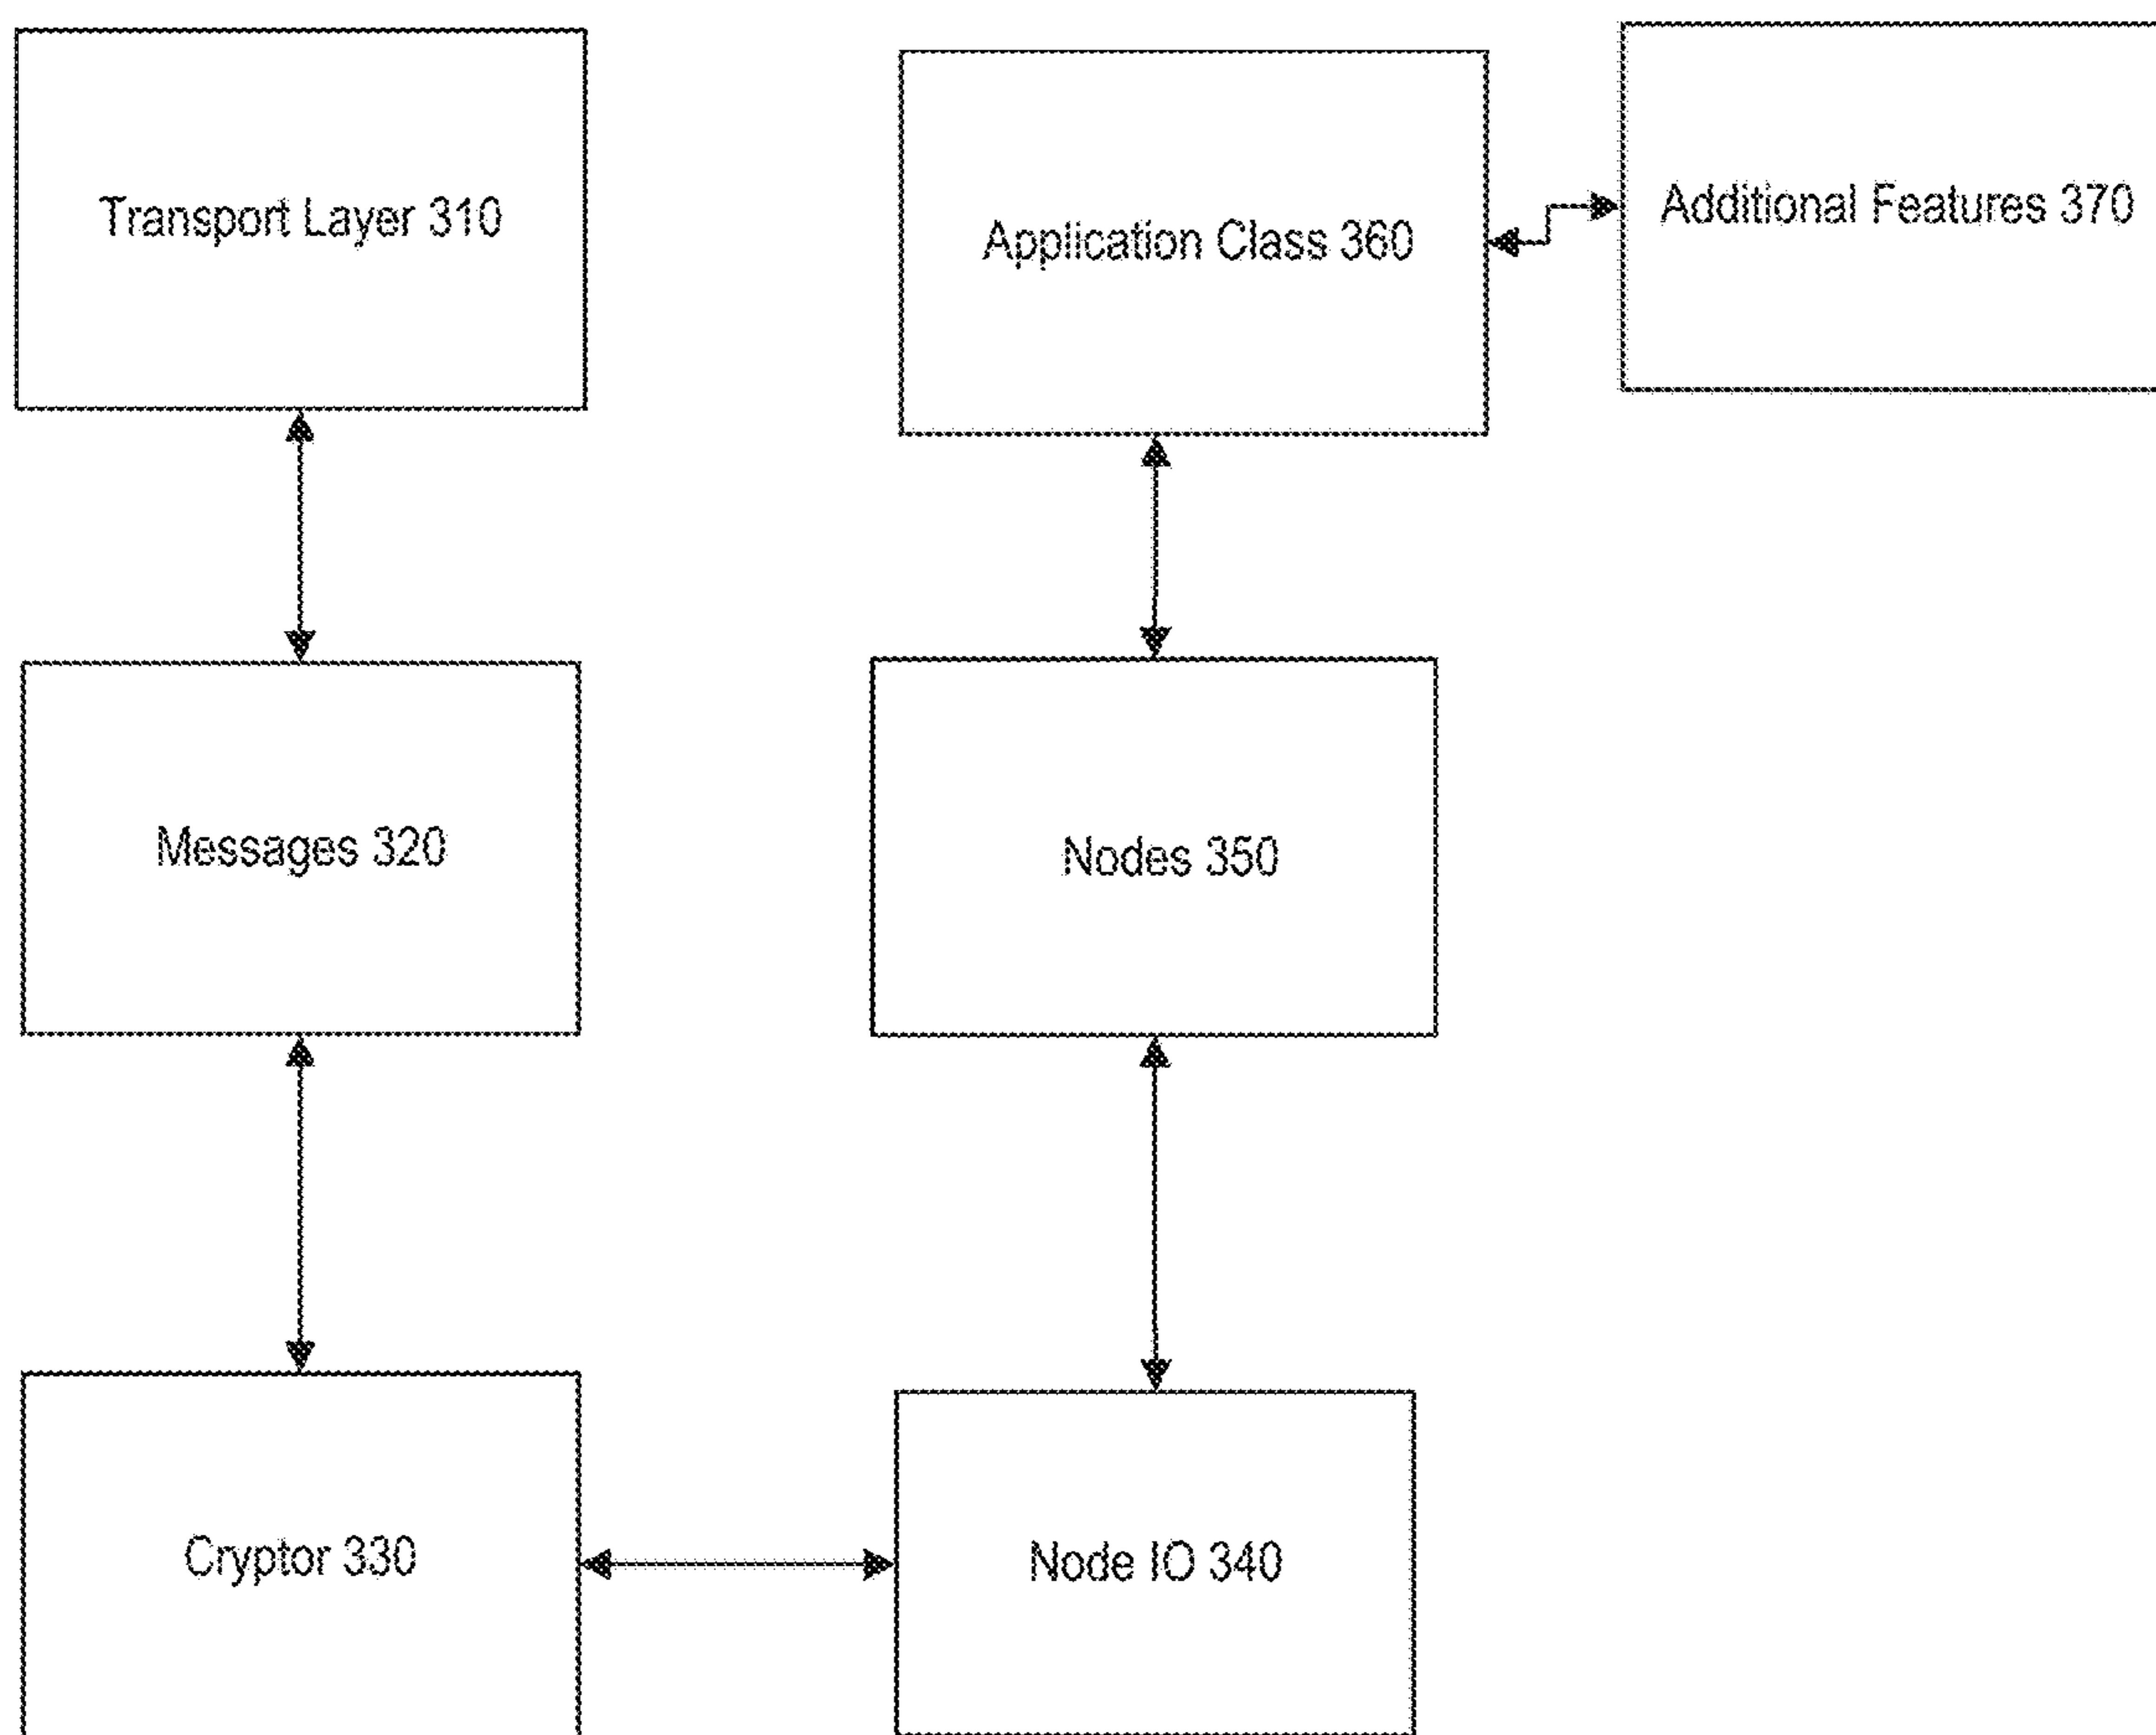 Transport Layer 310
Application Class 360
Additional Features 370
Messages 320
Nodes 350
Cryptor 330
Node IO 340